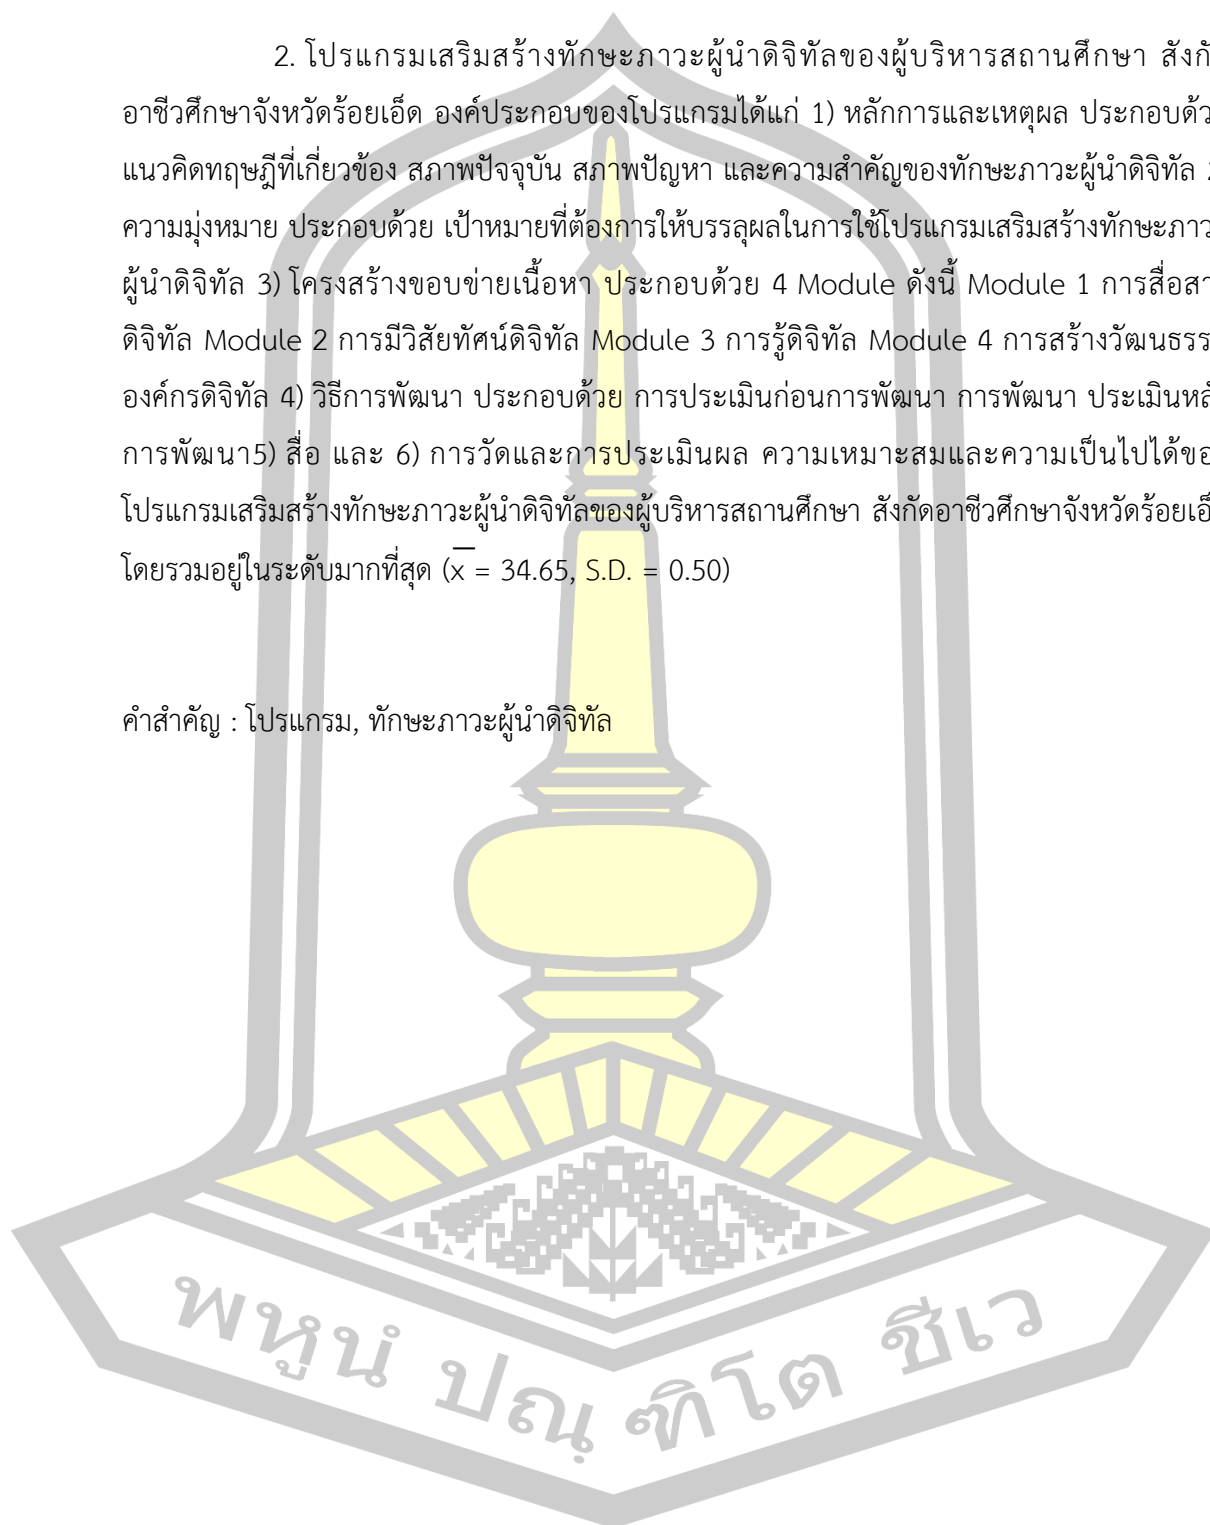 2. โปรแกรมเสริมสร้างทักษะภาวะผู้นำดิจิทัลของผู้บริหารสถานศึกษา สังกั
อาชีวศึกษาจังหวัดร้อยเอ็ด องค์ประกอบของโปรแกรมได้แก่ 1) หลักการและเหตุผล ประกอบด้ว
แนวคิดทฤษฎีที่เกี่ยวข้อง สภาพปัจจุบัน สภาพปัญหา และความสำคัญของทักษะภาวะผู้นำดิจิทัล 2
ความมุ่งหมาย ประกอบด้วย เป้าหมายที่ต้องการให้บรรลุผลในการใช้โปรแกรมเสริมสร้างทักษะภาว
ผู้นำดิจิทัล 3) โครงสร้างขอบข่ายเนื้อหา ประกอบด้วย 4 Module ดังนี้ Module 1 การสื่อสา
ดิจิทัล Module 2 การมีวิสัยทัศน์ดิจิทัล Module 3 การรู้ดิจิทัล Module 4 การสร้างวัฒนธรร
องค์กรดิจิทัล 4) วิธีการพัฒนา ประกอบด้วย การประเมินก่อนการพัฒนา การพัฒนา ประเมินหลั
การพัฒนา5) สื่อ และ 6) การวัดและการประเมินผล ความเหมาะสมและความเป็นไปได้ขอ
โปรแกรมเสริมสร้างทักษะภาวะผู้นำดิจิทัลของผู้บริหารสถานศึกษา สังกัดอาชีวศึกษาจังหวัดร้อยเอ็
โดยรวมอยู่ในระดับมากที่สุด (x̅ = 34.65, S.D. = 0.50)
คำสำคัญ : โปรแกรม, ทักษะภาวะผู้นำดิจิทัล
พหูนํ ปณฺฑิโต ชีเว